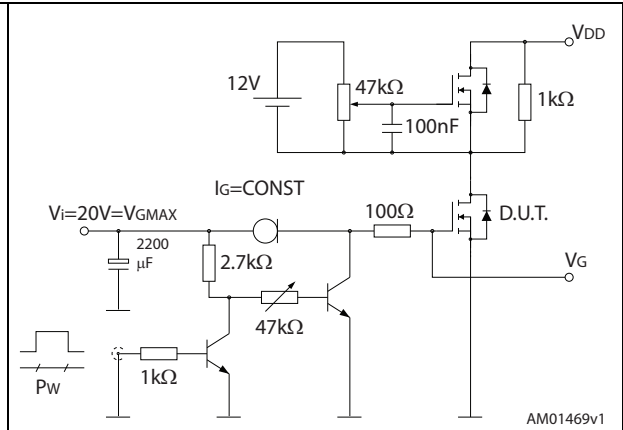 VDD
12V
47kΩ
1kΩ
100nF
IG=CONST
Vi=20V=VGMAX
100Ω
D.U.T.
2200
μF
2.7kΩ
VG
47kΩ
1kΩ
PW
AM01469v1